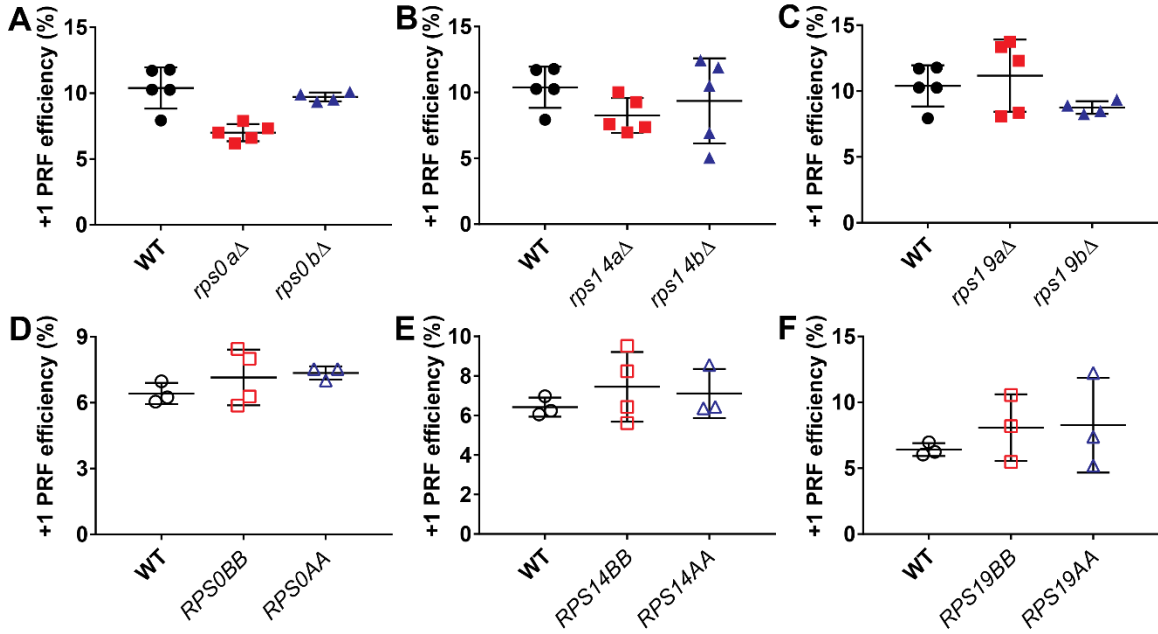 A
+1 PRF efficiency (%)
15
10
5
0
WT
rps0aΔ
rps0bΔ
B
+1 PRF efficiency (%)
15
10
5
0
WT
rps14aΔ
rps14bΔ
C
+1 PRF efficiency (%)
15
10
5
0
WT
rps19aΔ
rps19bΔ
D
+1 PRF efficiency (%)
9
6
3
0
WT
RPS0BB
RPS0AA
E
+1 PRF efficiency (%)
10
8
6
4
2
0
WT
RPS14BB
RPS14AA
F
+1 PRF efficiency (%)
15
10
5
0
WT
RPS19BB
RPS19AA